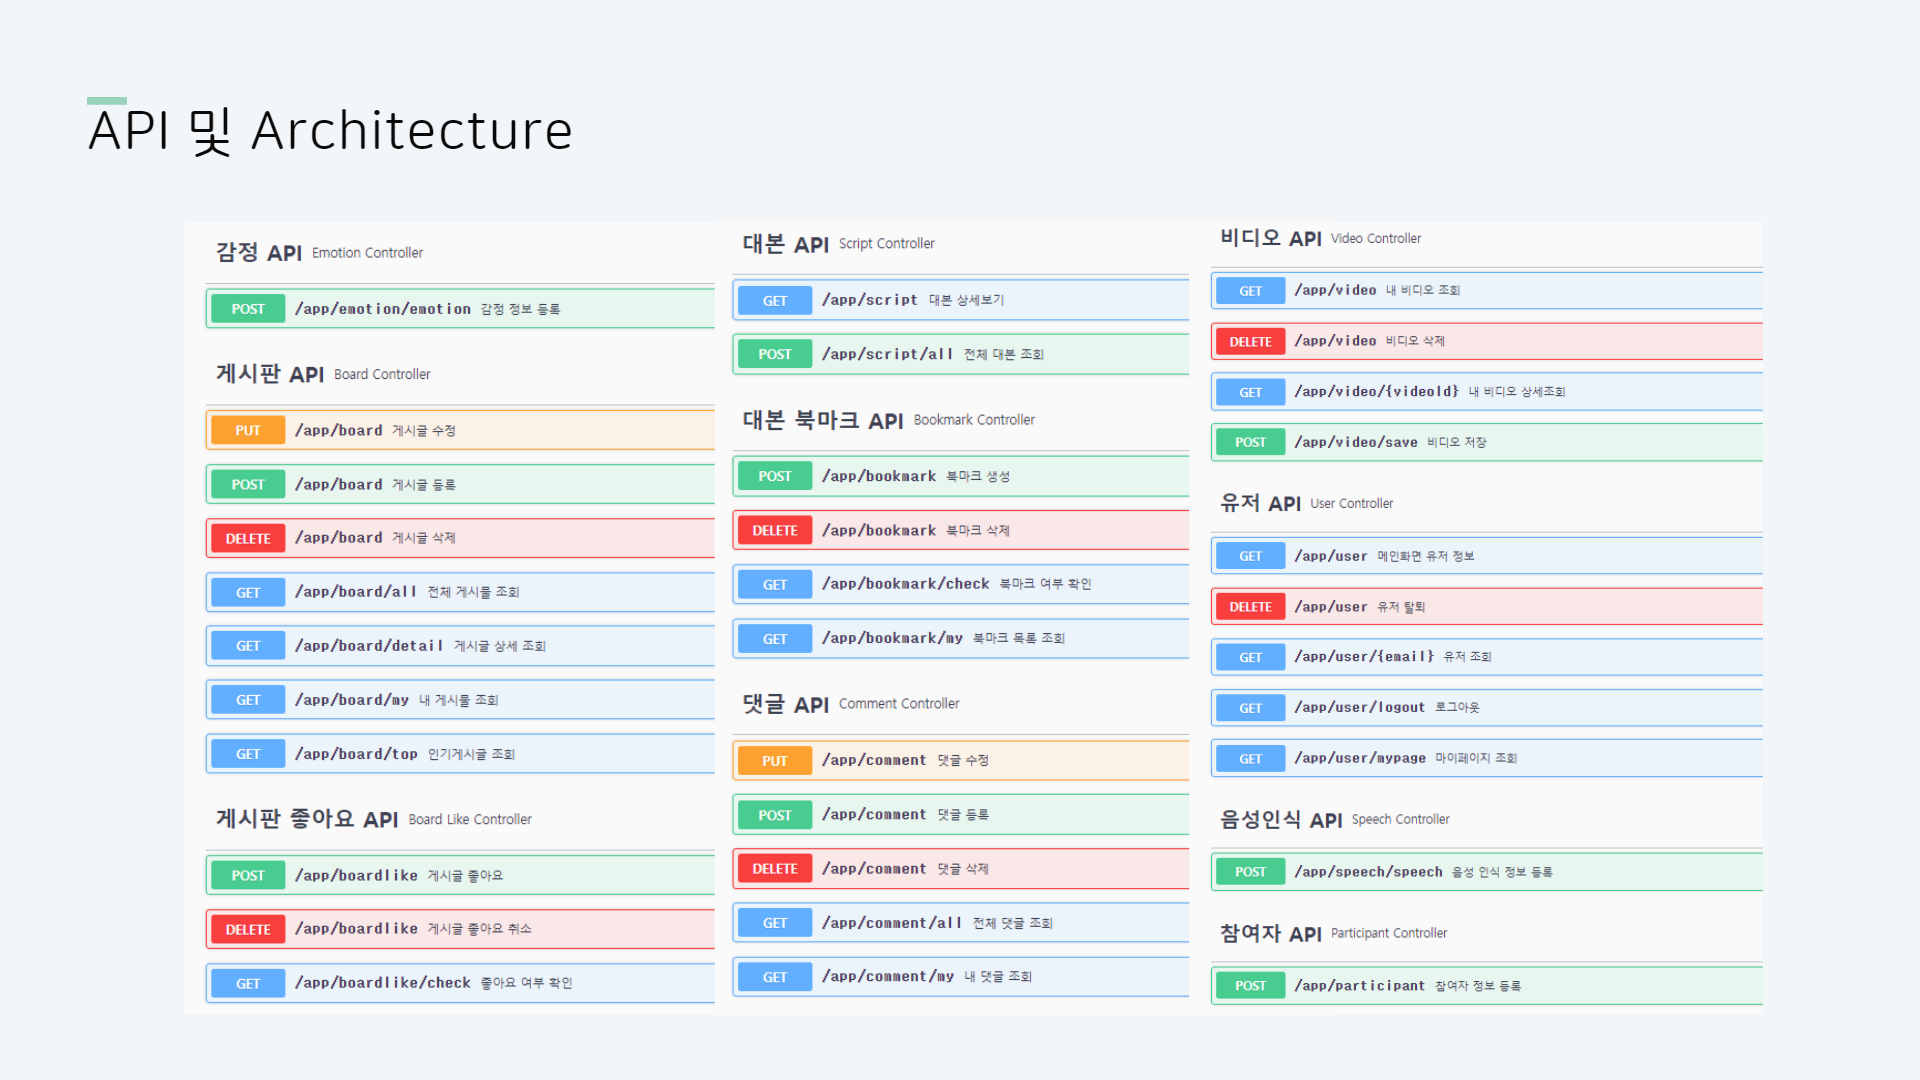 API 및 Architecture
감정 API Emotion Controller
POST /app/emotion/emotion 감정 정보 등록
게시판 API Board Controller
PUT /app/board 게시글 수정
POST /app/board 게시글 등록
DELETE /app/board 게시글 삭제
GET /app/board/all 전체 게시물 조회
GET /app/board/detail 게시글 상세 조회
GET /app/board/my 내 게시물 조회
GET /app/board/top 인기게시글 조회
게시판 좋아요 API Board Like Controller
POST /app/boardlike 게시글 좋아요
DELETE /app/boardlike 게시글 좋아요 취소
GET /app/boardlike/check 좋아요 여부 확인
대본 API Script Controller
GET /app/script 대본 상세보기
POST /app/script/all 전체 대본 조회
대본 북마크 API Bookmark Controller
POST /app/bookmark 북마크 생성
DELETE /app/bookmark 북마크 삭제
GET /app/bookmark/check 북마크 여부 확인
GET /app/bookmark/my 북마크 목록 조회
댓글 API Comment Controller
PUT /app/comment 댓글 수정
POST /app/comment 댓글 등록
DELETE /app/comment 댓글 삭제
GET /app/comment/all 전체 댓글 조회
GET /app/comment/my 내 댓글 조회
비디오 API Video Controller
GET /app/video 내 비디오 조회
DELETE /app/video 비디오 삭제
GET /app/video/{videoId} 내 비디오 상세조회
POST /app/video/save 비디오 저장
유저 API User Controller
GET /app/user 메인화면 유저 정보
DELETE /app/user 유저 탈퇴
GET /app/user/{email} 유저 조회
GET /app/user/logout 로그아웃
GET /app/user/mypage 마이페이지 조회
음성인식 API Speech Controller
POST /app/speech/speech 음성 인식 정보 등록
참여자 API Participant Controller
POST /app/participant 참여자 정보 등록